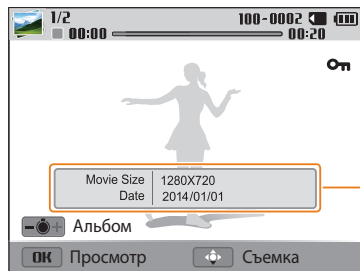 1/2 100-0002
00:00 00:20
Movie Size 1280X720
Date 2014/01/01
Альбом
OK Просмотр Съемка